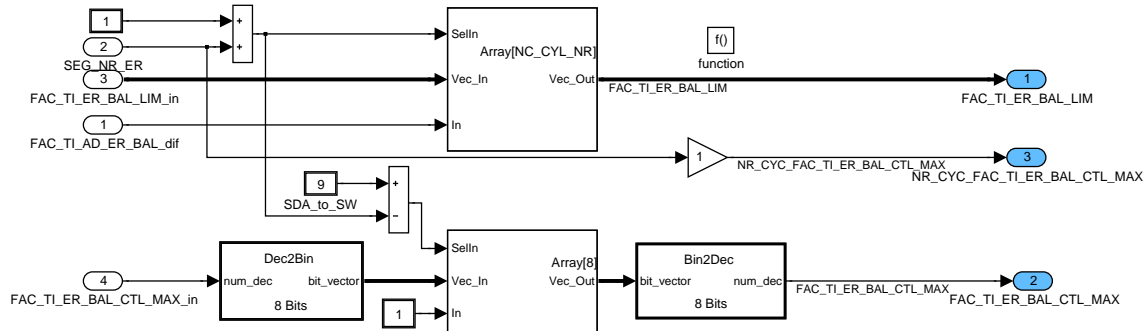 1
+
+
2
SEG_NR_ER
3
FAC_TI_ER_BAL_LIM_in
1
FAC_TI_AD_ER_BAL_dif
SelIn
Array[NC_CYL_NR]
Vec_In
Vec_Out
In
FAC_TI_ER_BAL_LIM
f()
function
1
FAC_TI_ER_BAL_LIM
1
NR_CYC_FAC_TI_ER_BAL_CTL_MAX
3
NR_CYC_FAC_TI_ER_BAL_CTL_MAX
9
SDA_to_SW
+
−
4
FAC_TI_ER_BAL_CTL_MAX_in
Dec2Bin
num_dec
bit_vector
8 Bits
1
SelIn
Array[8]
Vec_In
Vec_Out
In
Bin2Dec
bit_vector
num_dec
8 Bits
FAC_TI_ER_BAL_CTL_MAX
2
FAC_TI_ER_BAL_CTL_MAX